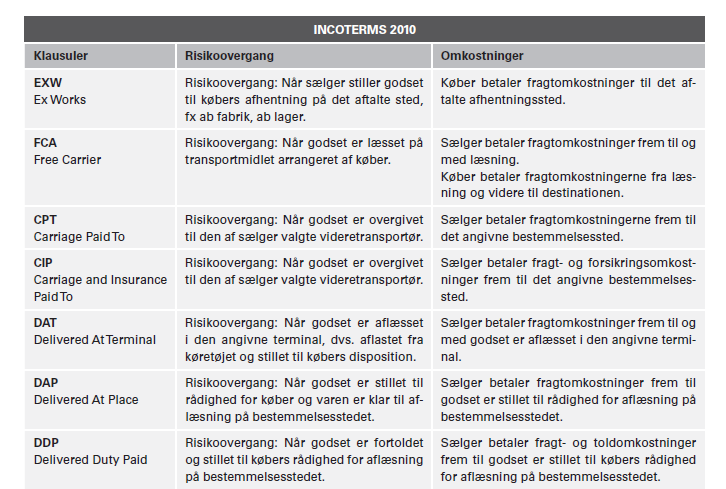 INCOTERMS 2010
Klausuler Risikoovergang Omkostninger
EXW
Ex Works
Risikoovergang: Når sælger stiller godset
til købers afhentning på det aftalte sted,
fx ab fabrik, ab lager.
Køber betaler fragtomkostninger til det af-
talte afhentningssted.
FCA
Free Carrier
Risikoovergang: Når godset er læsset på
transportmidlet arrangeret af køber.
Sælger betaler fragtomkostninger frem til og
med læsning.
Køber betaler fragtomkostningerne fra læs-
ning og videre til destinationen.
CPT
Carriage Paid To
Risikoovergang: Når godset er overgivet
til den af sælger valgte videretransportør.
Sælger betaler fragtomkostningerne frem til
det angivne bestemmelsessted.
CIP
Carriage and Insurance
Paid To
Risikoovergang: Når godset er overgivet
til den af sælger valgte videretransportør.
Sælger betaler fragt- og forsikringsomkost-
ninger frem til det angivne bestemmelses-
sted.
DAT
Delivered At Terminal
Risikoovergang: Når godset er aflæsset
i den angivne terminal, dvs. aflastet fra
køretøjet og stillet til købers disposition.
Sælger betaler fragtomkostninger frem til og
med godset er aflæsset i den angivne termi-
nal.
DAP
Delivered At Place
Risikoovergang: Når godset er stillet til
rådighed for køber og varen er klar til af-
læsning på bestemmelsesstedet.
Sælger betaler fragtomkostninger frem til
godset er stillet til rådighed for aflæsning på
bestemmelsesstedet.
DDP
Delivered Duty Paid
Risikoovergang: Når godset er fortoldet
og stillet til købers rådighed for aflæsning
på bestemmelsesstedet.
Sælger betaler fragt- og toldomkostninger
frem til godset er stillet til købers rådighed
for aflæsning på bestemmelsesstedet.